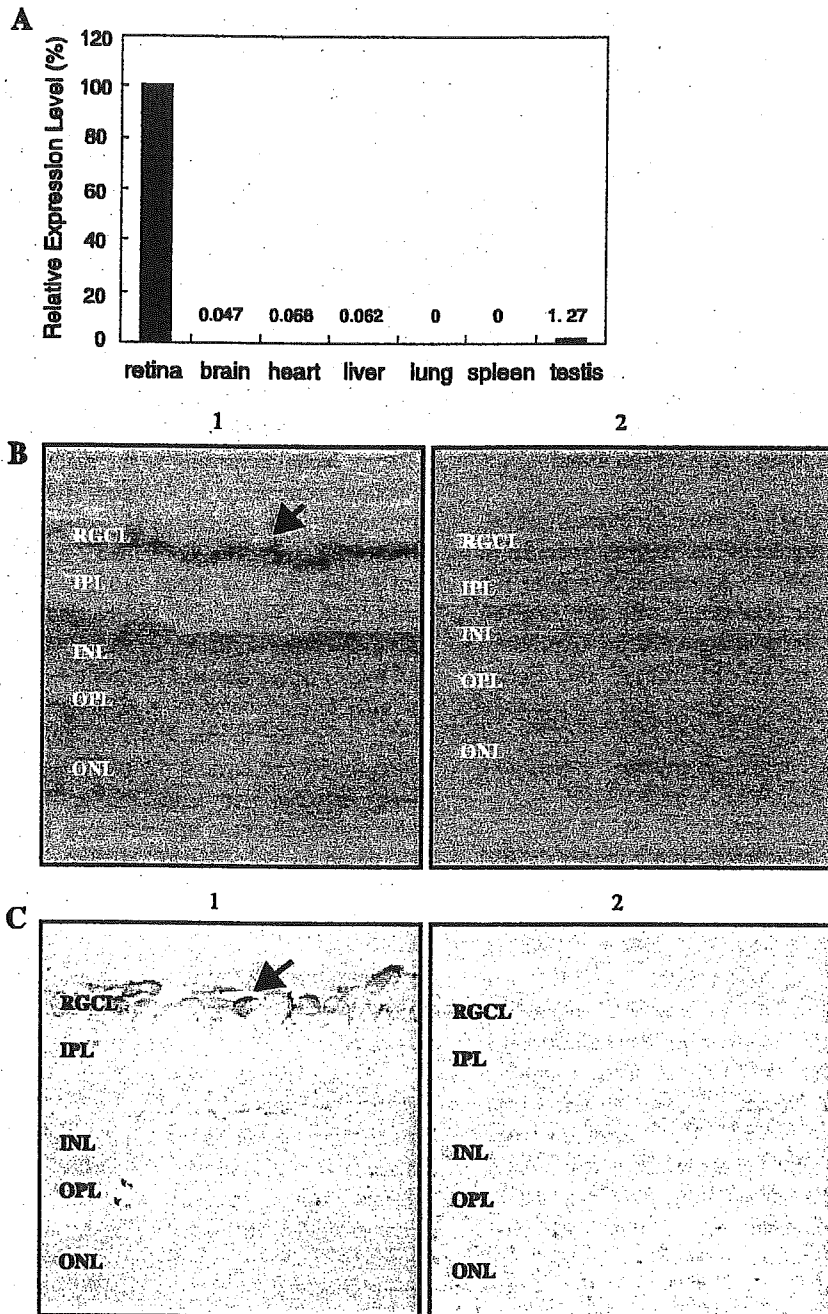 A
Relative Expression Level (%)
120
100
80
60
40
20
0
0.047 0.068 0.062 0 0 1.27
retina brain heart liver lung spleen testis
B
1 2
RGCL
IPL
INL
OPL
ONL
RGCL
IPL
INL
OPL
ONL
C
1 2
RGCL
IPL
INL
OPL
ONL
RGCL
IPL
INL
OPL
ONL